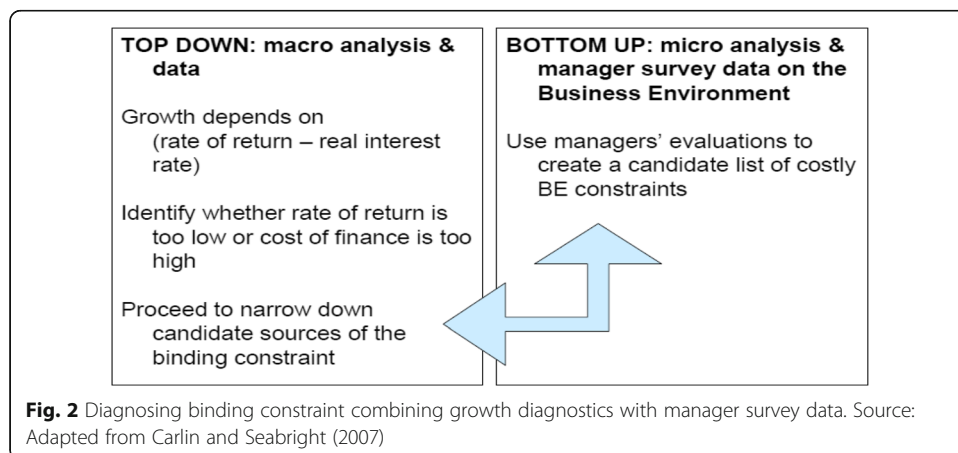 TOP DOWN: macro analysis &
data
Growth depends on
(rate of return – real interest
rate)
Identify whether rate of return is
too low or cost of finance is too
high
Proceed to narrow down
candidate sources of the
binding constraint
BOTTOM UP: micro analysis &
manager survey data on the
Business Environment
Use managers' evaluations to
create a candidate list of costly
BE constraints
Fig. 2 Diagnosing binding constraint combining growth diagnostics with manager survey data. Source:
Adapted from Carlin and Seabright (2007)